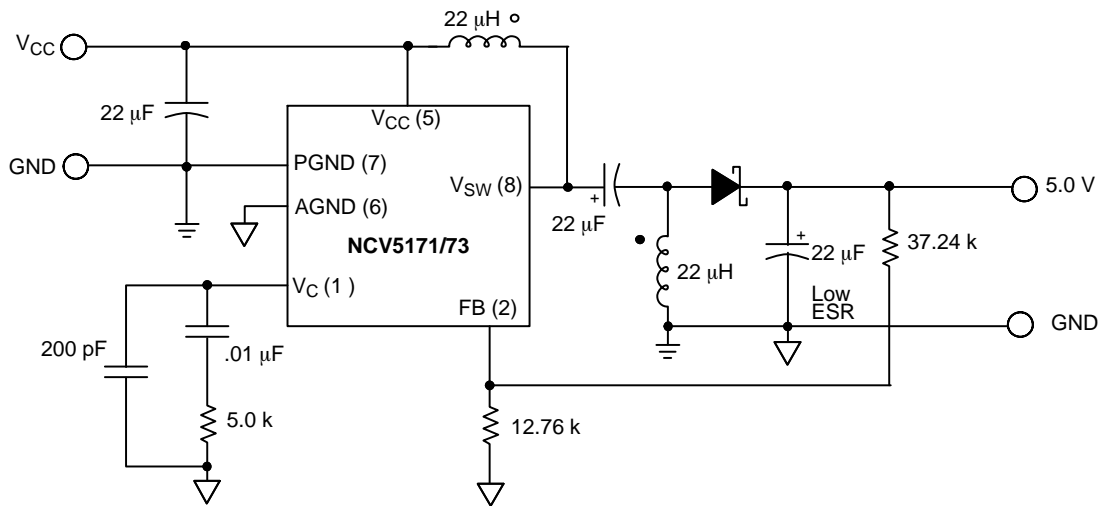 22 μH
VCC
22 μF
VCC (5)
GND
PGND (7)
VSW (8)
5.0 V
AGND (6)
22 μF
NCV5171/73
37.24 k
22 μH
22 μF
VC (1 )
Low
ESR
FB (2)
GND
200 pF
.01 μF
5.0 k
12.76 k